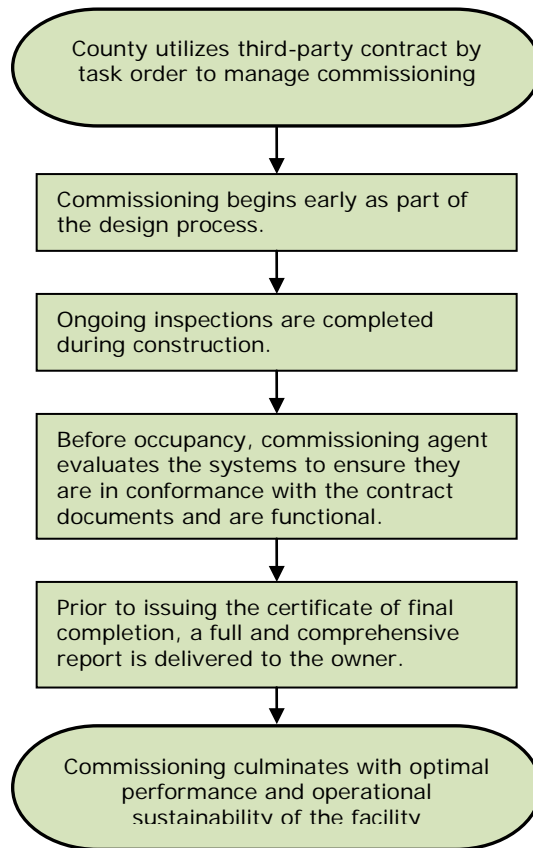 County utilizes third-party contract by
task order to manage commissioning
Commissioning begins early as part of
the design process.
Ongoing inspections are completed
during construction.
Before occupancy, commissioning agent
evaluates the systems to ensure they
are in conformance with the contract
documents and are functional.
Prior to issuing the certificate of final
completion, a full and comprehensive
report is delivered to the owner.
Commissioning culminates with optimal
performance and operational
sustainability of the facility